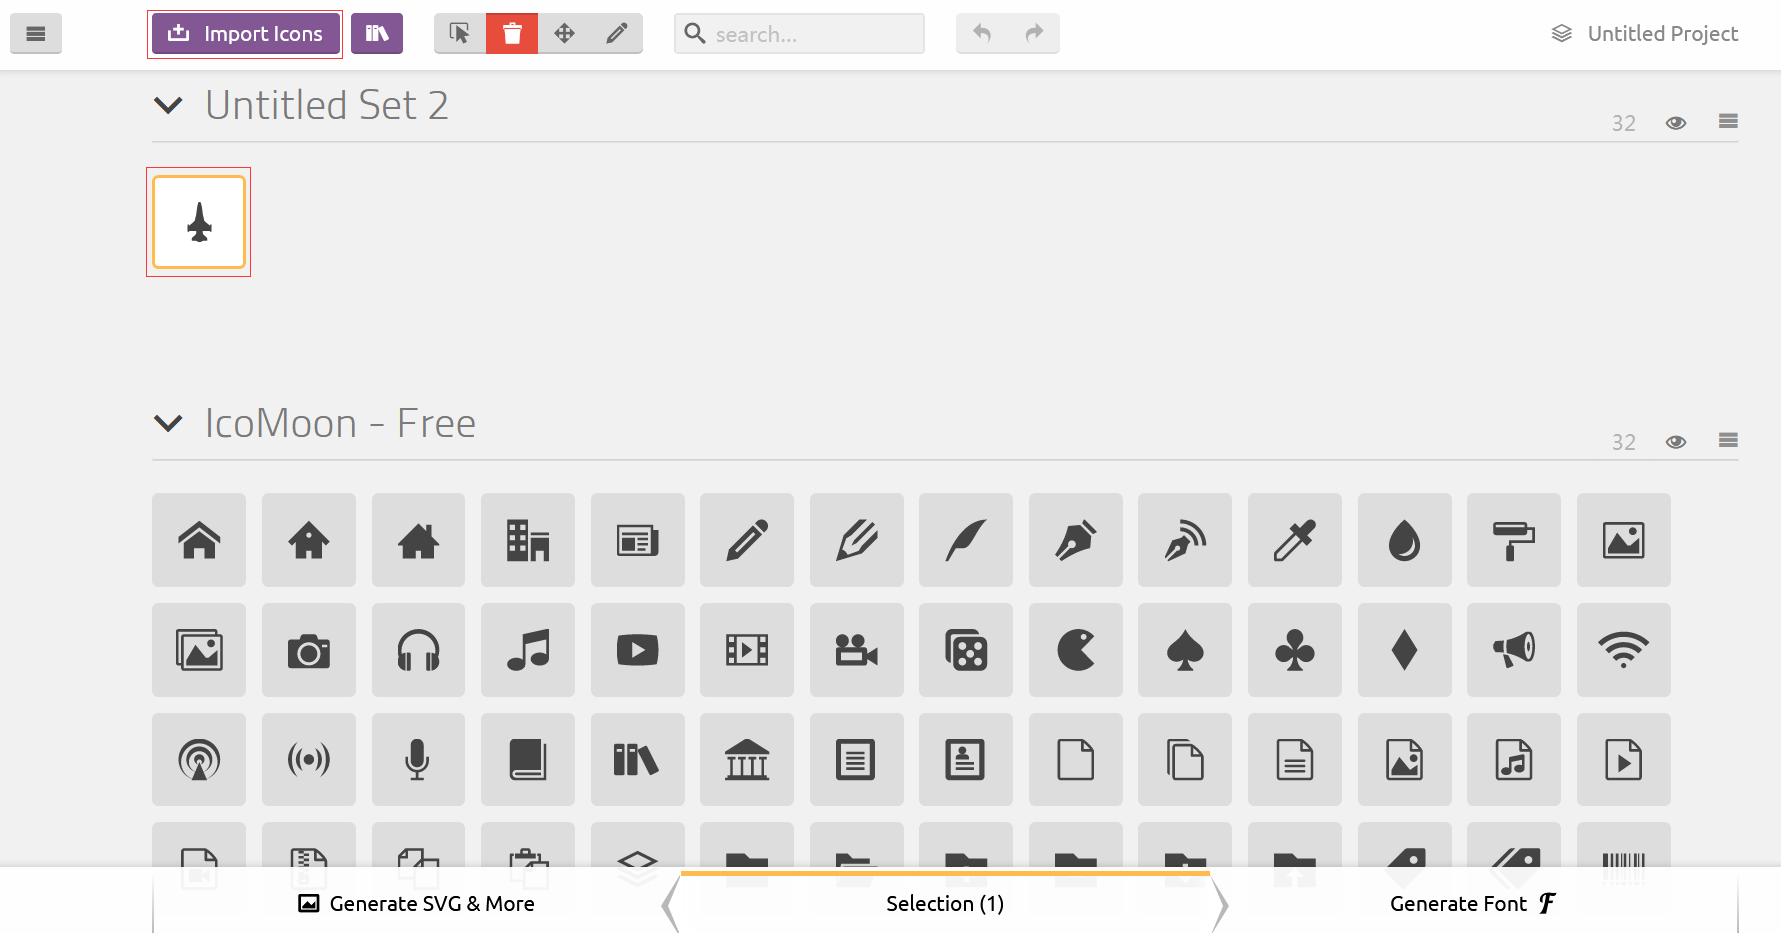 Import Icons
search...
Untitled Project
Untitled Set 2
32
IcoMoon - Free
32
Generate SVG & More
Selection (1)
Generate Font